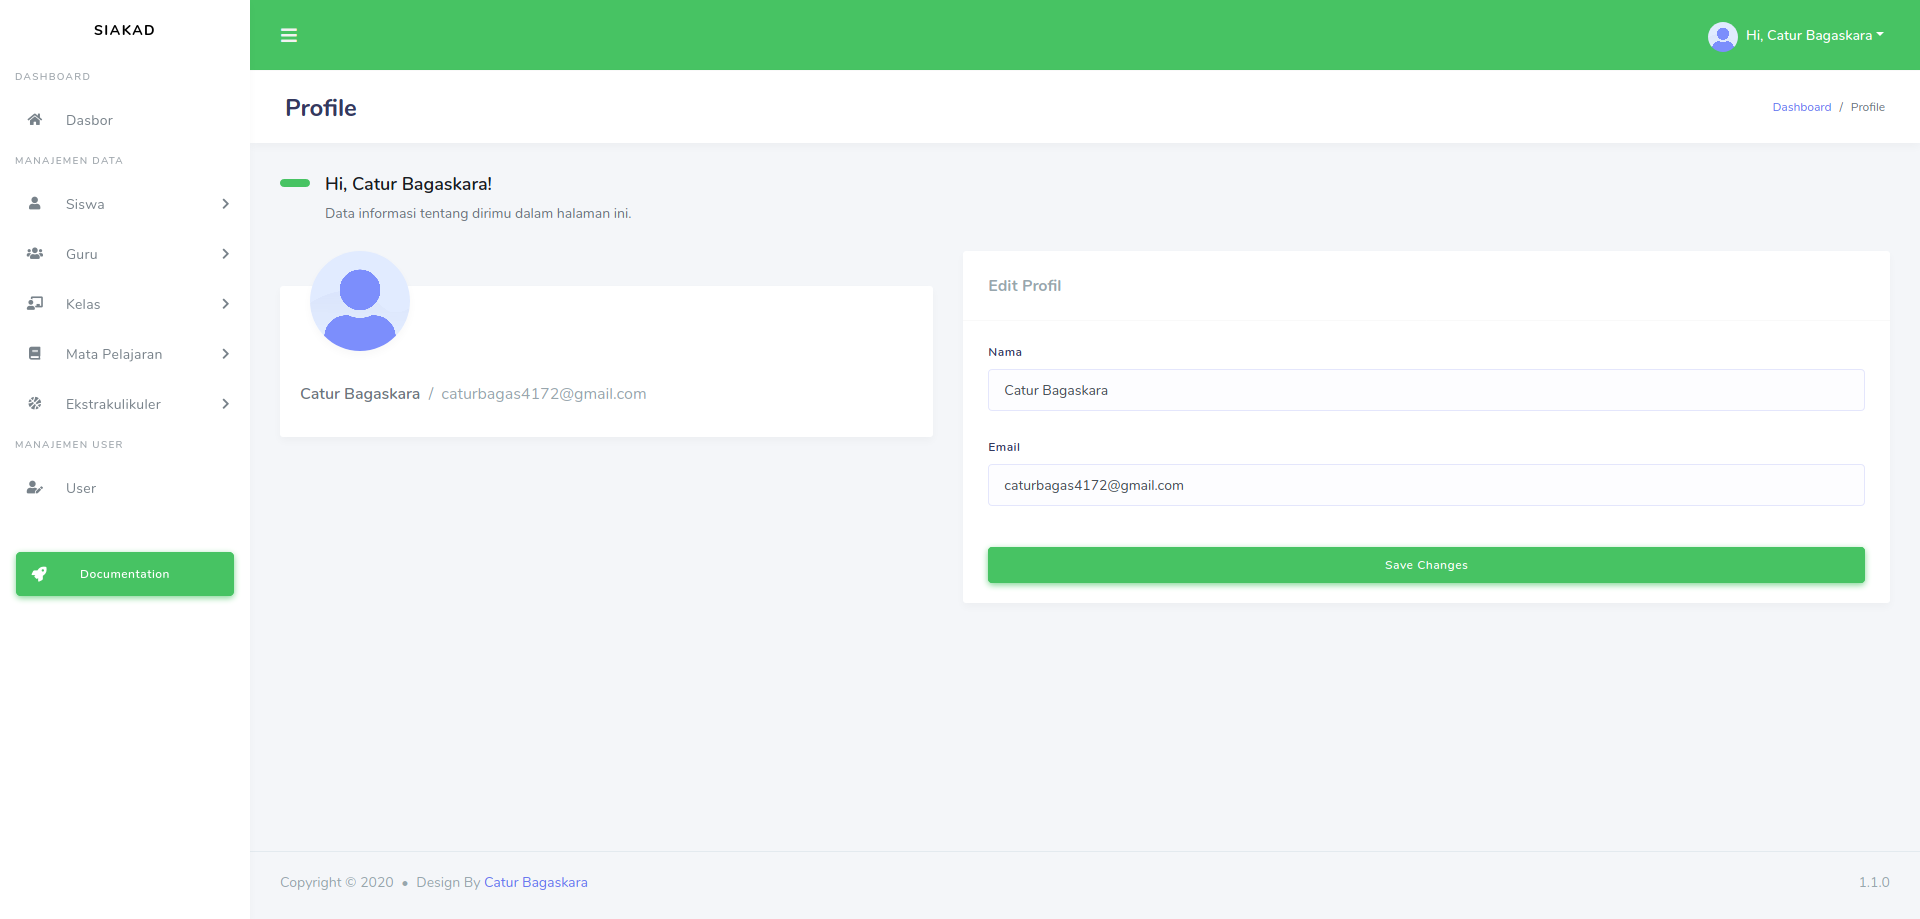 SIAKAD
DASHBOARD
Dasbor
MANAJEMEN DATA
Siswa
Guru
Kelas
Mata Pelajaran
Ekstrakulikuler
MANAJEMEN USER
User
Documentation
Hi, Catur Bagaskara
Profile
Dashboard / Profile
Hi, Catur Bagaskara!
Data informasi tentang dirimu dalam halaman ini.
Catur Bagaskara / caturbagas4172@gmail.com
Edit Profil
Nama
Catur Bagaskara
Email
caturbagas4172@gmail.com
Save Changes
Copyright © 2020 • Design By Catur Bagaskara
1.1.0